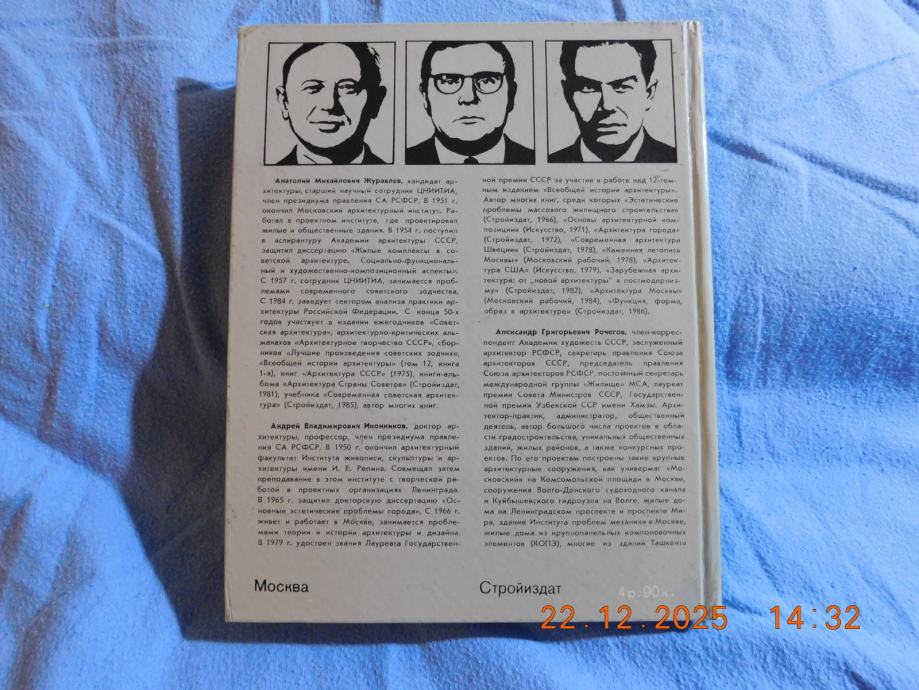 Анатолий Михайлович Журавлев, кандидат ар-
хитектуры, старший научный сотрудник ЦНИИТИА,
член президиума правления СА РСФСР. В 1951 г.
окончил Московский архитектурный институт. Ра-
ботал в проектном институте, где проектировал
жилые и общественные здания. В 1954 г. поступил
в аспирантуру Академии архитектуры СССР,
защитил диссертацию «Жилые комплексы в со-
ветской архитектуре. Социально-функциональ-
ный и художественно-композиционный аспекты».
С 1957 г. сотрудник ЦНИИТИА, занимается проб-
лемами современного советского зодчества.
С 1984 г. заведует сектором анализа практики ар-
хитектуры Российской Федерации. С конца 50-х
годов участвует в издании ежегодников «Совет-
ская архитектура», архитектурно-критических аль-
манахов «Архитектурное творчество СССР», сбор-
ников «Лучшие произведения советских зодчих»,
«Всеобщей истории архитектуры» (том 12, книга
1-я), книг «Архитектура СССР» (1975), книги-аль-
бома «Архитектура Страны Советов» (Стройиздат,
1981), учебника «Современная советская архитек-
тура» (Стройиздат, 1985), автор многих книг.
Андрей Владимирович Иконников, доктор ар-
хитектуры, профессор, член президиума правле-
ния СА РСФСР. В 1950 г. окончил архитектурный
факультет Института живописи, скульптуры и ар-
хитектуры имени И. Е. Репина. Совмещал затем
преподавание в этом институте с творческой ра-
ботой в проектных организациях Ленинграда.
В 1965 г. защитил докторскую диссертацию «Ос-
новные эстетические проблемы города». С 1966 г.
живет и работает в Москве, занимается пробле-
мами теории и истории архитектуры и дизайна.
В 1979 г. удостоен звания Лауреата Государствен-
ной премии СССР за участие в работе над 12-том-
ным изданием «Всеобщей истории архитектуры».
Автор многих книг, среди которых «Эстетические
проблемы массового жилищного строительства»
(Стройиздат, 1966), «Основы архитектурной ком-
позиции» (Искусство, 1971), «Архитектура города»
(Стройиздат, 1972), «Современная архитектура
Швеции» (Стройиздат, 1978), «Каменная летопись
Москвы» (Московский рабочий, 1978), «Архитек-
тура США» (Искусство, 1979), «Зарубежная архи-
тектура: от „новой архитектуры" к постмодерни-
зму» (Стройиздат, 1982), «Архитектура Москвы»
(Московский рабочий, 1984), «Функция, форма,
образ в архитектуре» (Стройиздат, 1986).
Александр Григорьевич Рочегов, член-коррес-
пондент Академии художеств СССР, заслуженный
архитектор РСФСР, секретарь правления Союза
архитекторов СССР, председатель правления
Союза архитекторов РСФСР, постоянный секретарь
международной группы «Жилище» МСА, лауреат
премии Совета Министров СССР, Государствен-
ной премии Узбекской ССР имени Хамзы. Архи-
тектор-практик, администратор, общественный
деятель, автор большого числа проектов в обла-
сти градостроительства, уникальных общественных
зданий, жилых районов, а также конкурсных про-
ектов. По его проектам построены такие крупные
архитектурные сооружения, как универмаг «Мос-
ковский» на Комсомольской площади в Москве,
сооружения Волго-Донского судоходного канала
и Куйбышевского гидроузла на Волге, жилые до-
ма на Ленинградском проспекте и проспекте Ми-
ра, здание Института проблем механики в Москве,
жилые дома из крупнопанельных компоновочных
элементов (КОПЭ), многие из зданий Ташкента
Москва
Стройиздат
4 р. 90 к.
22.12.2025 14:32